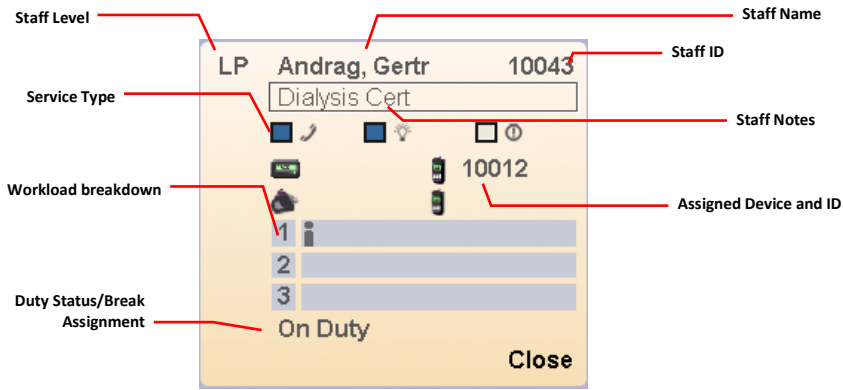 Staff Level
Staff Name
LP Andrag, Gertr 10043
Staff ID
Service Type
Dialysis Cert
Staff Notes
10012
Workload breakdown
Assigned Device and ID
1
2
3
Duty Status/Break
Assignment
On Duty
Close